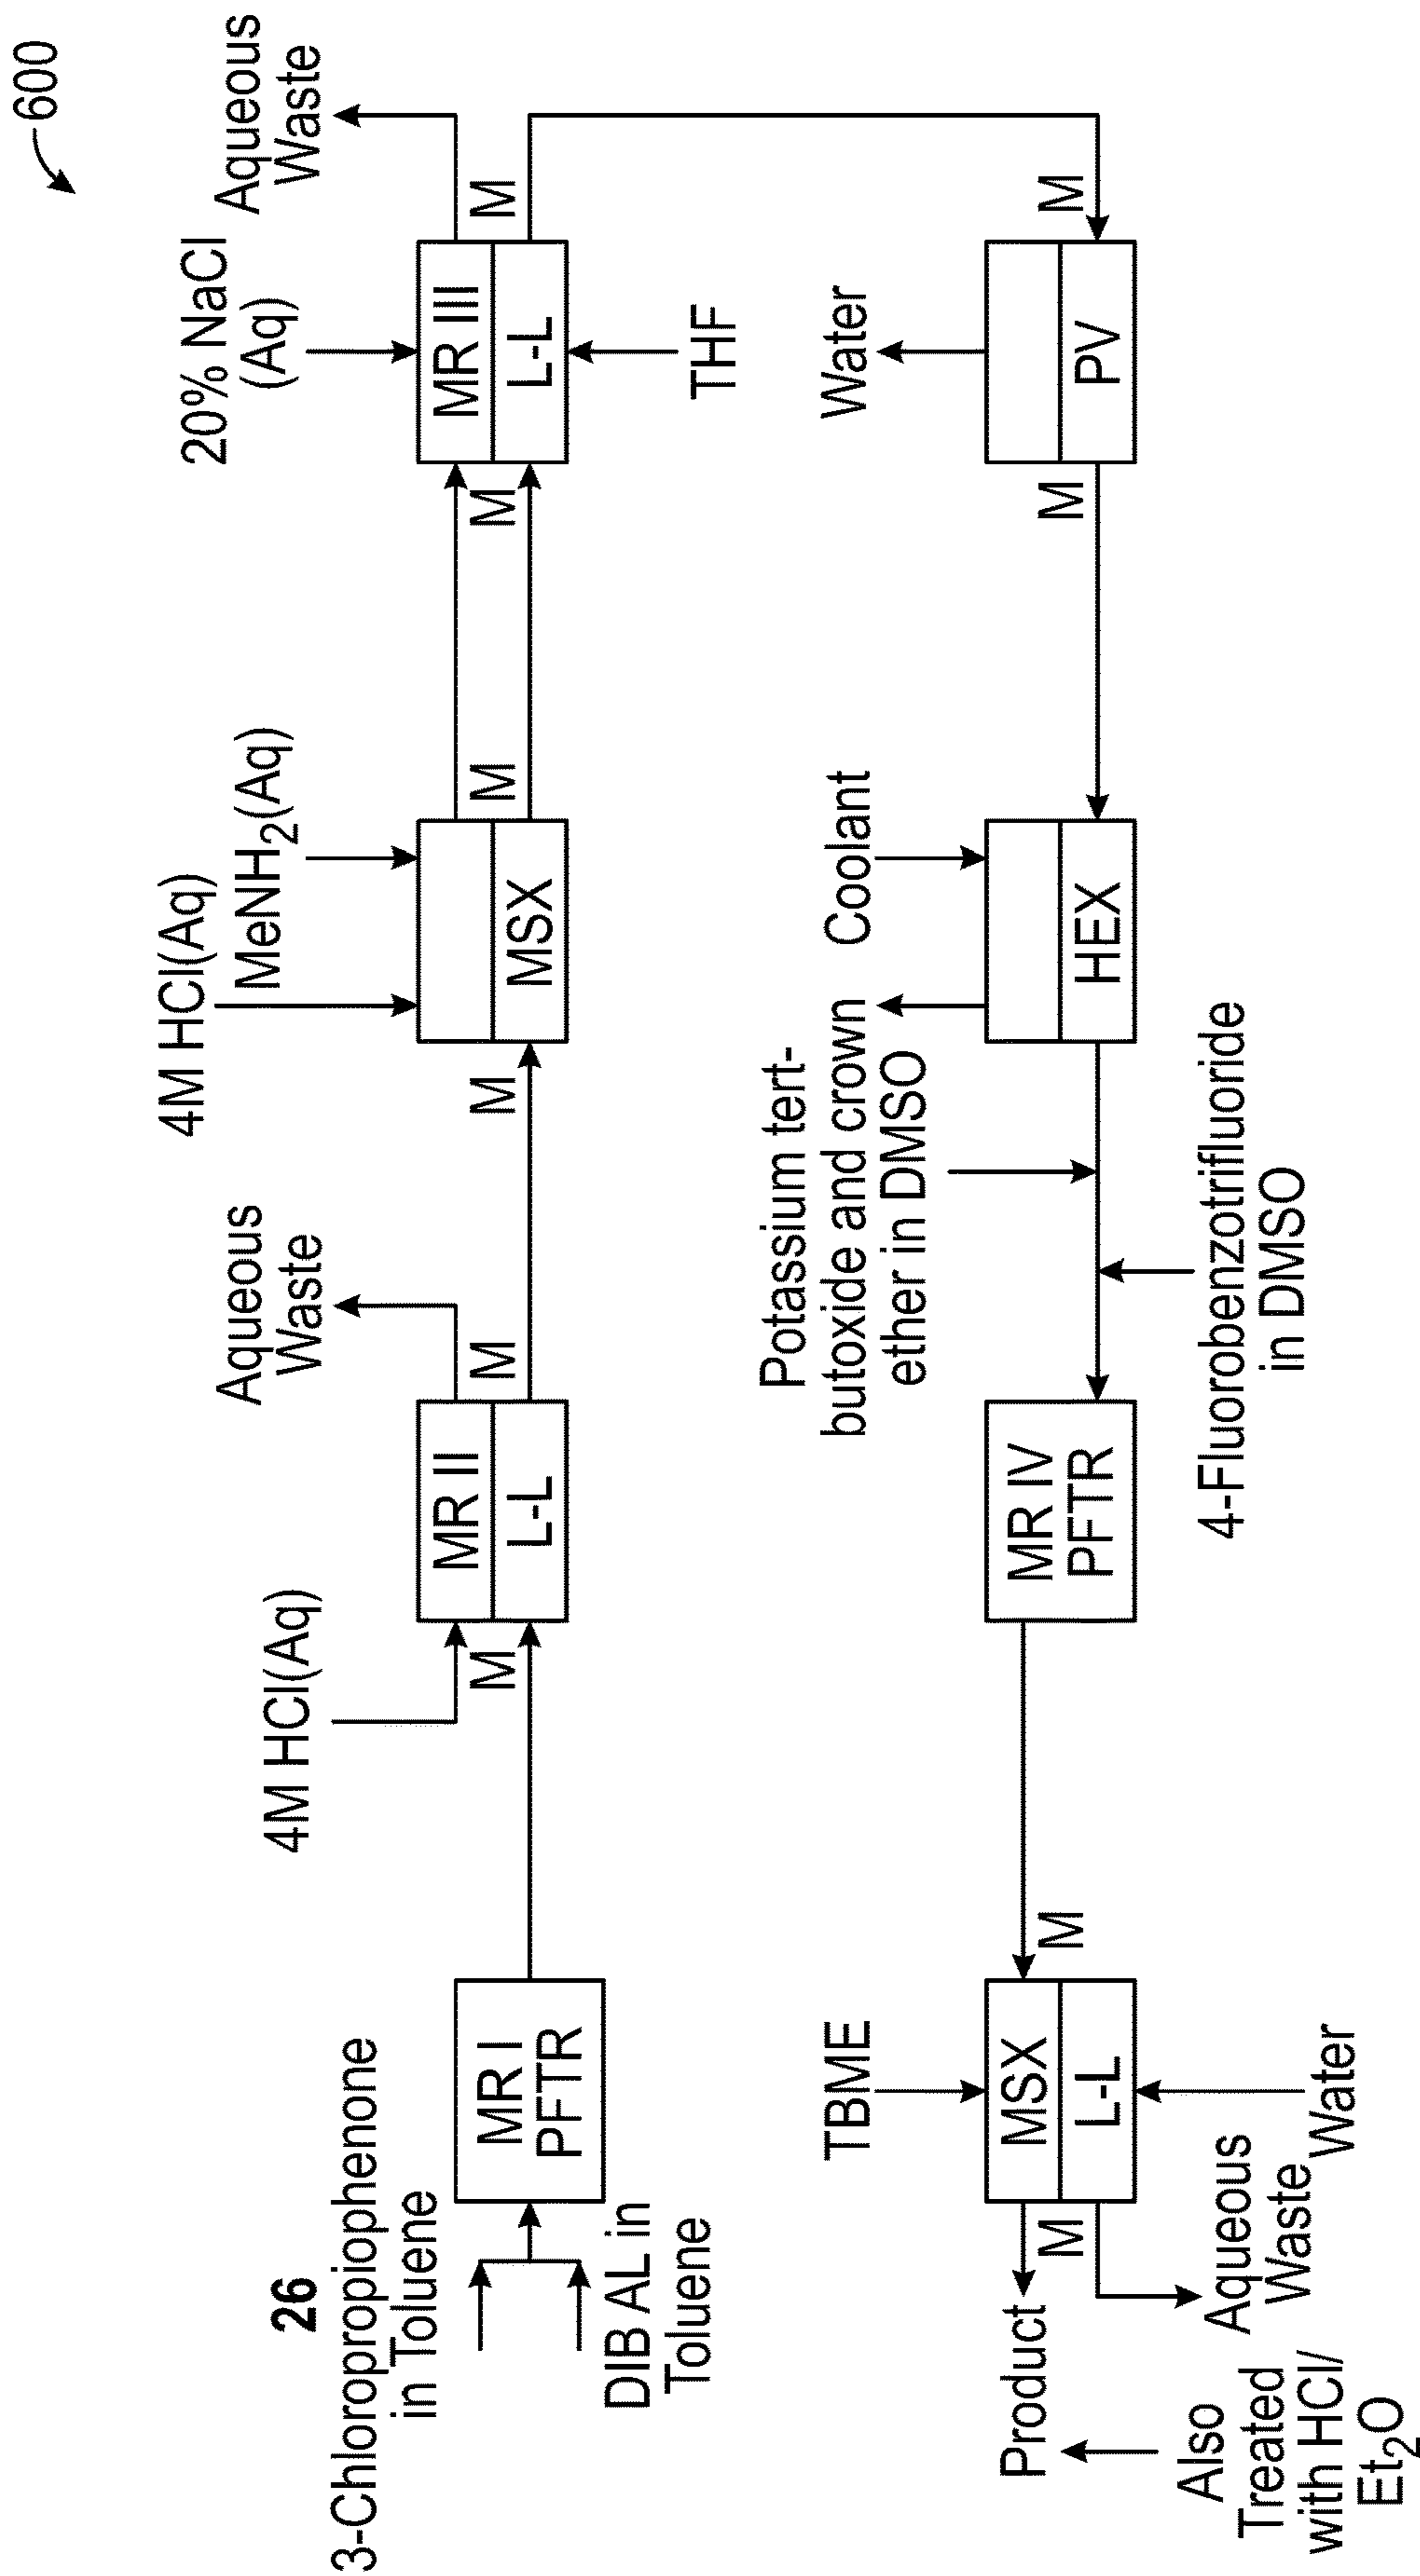 600
26
3-Chloropropiophenone
in Toluene
DIB AL in
Toluene
MR I
PFTR
4M HCl(Aq)
M
MR II
L-L
M
Aqueous
Waste
M
4M HCl(Aq)
MeNH2(Aq)
MSX
M
M
20% NaCl
(Aq)
MR III
L-L
THF
M
Aqueous
Waste
M
Water
PV
M
Coolant
HEX
Potassium tert-
butoxide and crown
ether in DMSO
4-Fluorobenzotrifluoride
in DMSO
MR IV
PFTR
M
TBME
MSX
L-L
Water
M
Aqueous
Waste
Product
Also
Treated
with HCl/
Et2O